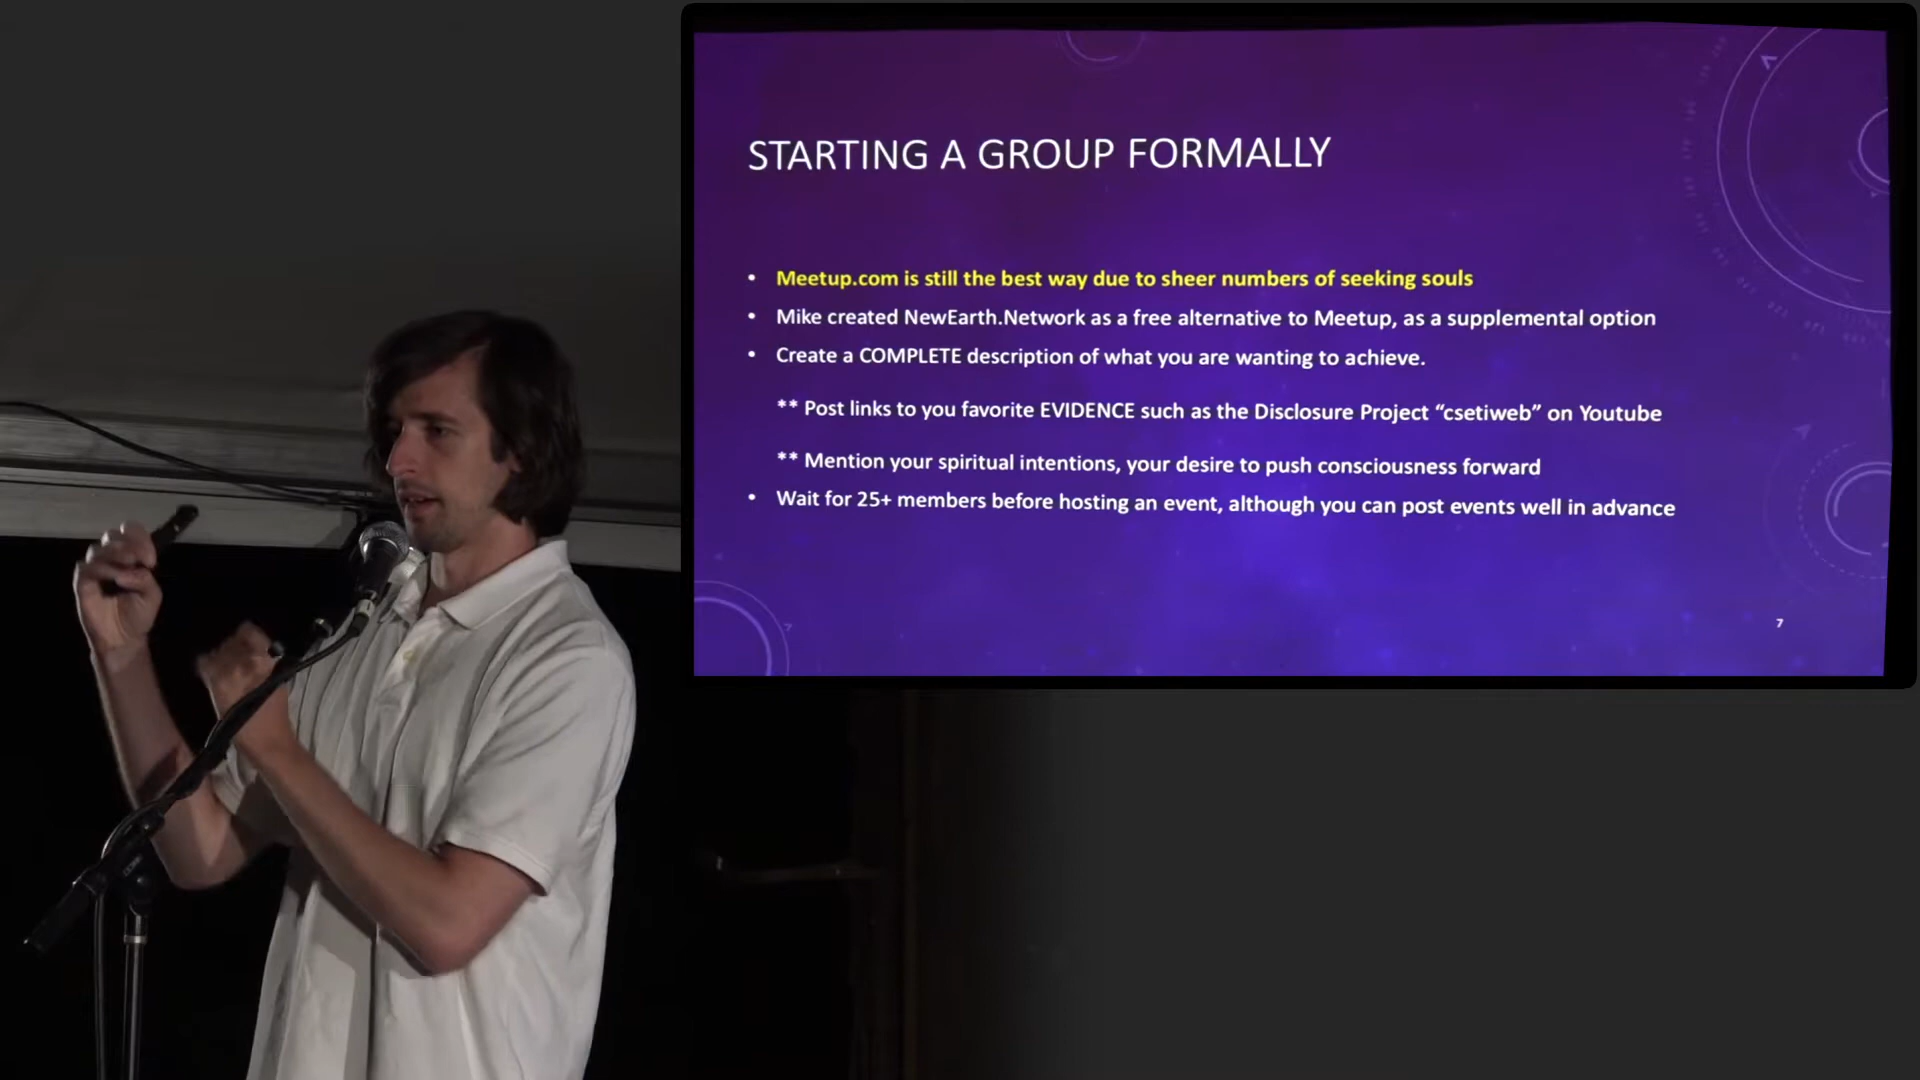 STARTING A GROUP FORMALLY
• Meetup.com is still the best way due to sheer numbers of seeking souls
• Mike created NewEarth.Network as a free alternative to Meetup, as a supplemental option
• Create a COMPLETE description of what you are wanting to achieve.
** Post links to you favorite EVIDENCE such as the Disclosure Project “csetiweb” on Youtube
** Mention your spiritual intentions, your desire to push consciousness forward
• Wait for 25+ members before hosting an event, although you can post events well in advance
7